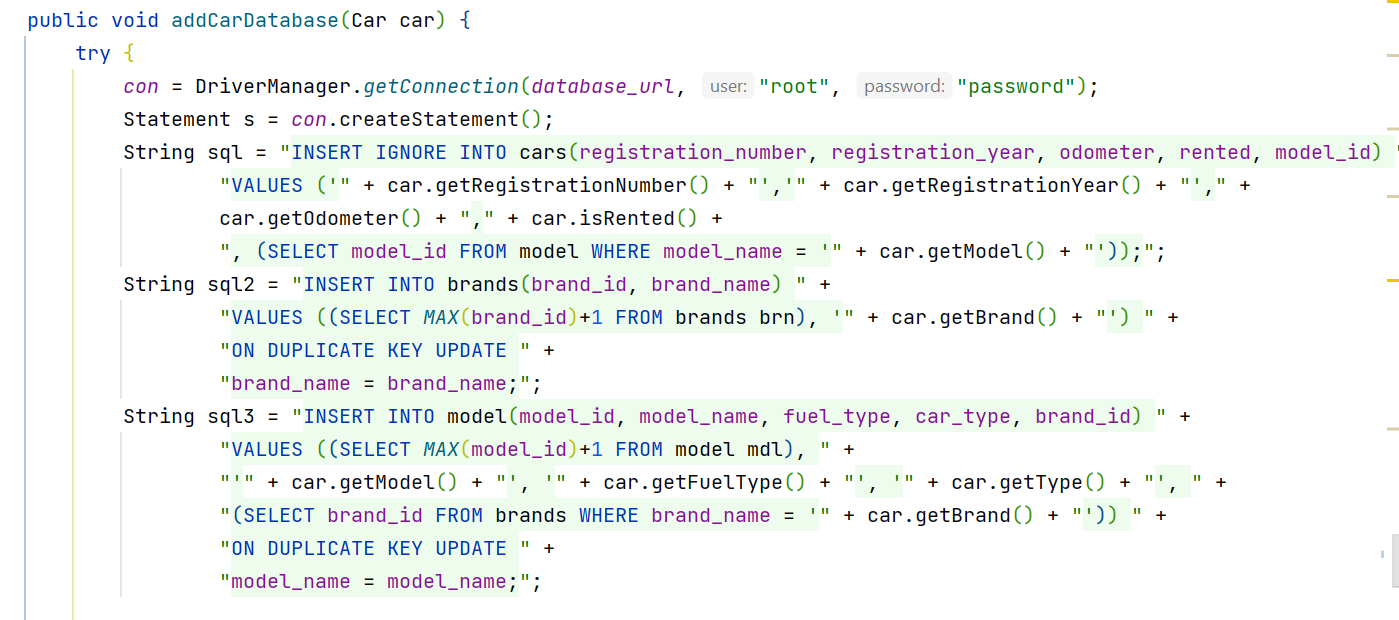 public void addCarDatabase(Car car) {
try {
con = DriverManager.getConnection(database_url, user: "root", password: "password");
Statement s = con.createStatement();
String sql = "INSERT IGNORE INTO cars(registration_number, registration_year, odometer, rented, model_id) "
"VALUES ('" + car.getRegistrationNumber() + "','" + car.getRegistrationYear() + "'," +
car.getOdometer() + "," + car.isRented() +
", (SELECT model_id FROM model WHERE model_name = '" + car.getModel() + "'));";
String sql2 = "INSERT INTO brands(brand_id, brand_name) " +
"VALUES ((SELECT MAX(brand_id)+1 FROM brands brn), '" + car.getBrand() + "') " +
"ON DUPLICATE KEY UPDATE " +
"brand_name = brand_name;";
String sql3 = "INSERT INTO model(model_id, model_name, fuel_type, car_type, brand_id) " +
"VALUES ((SELECT MAX(model_id)+1 FROM model mdl), " +
"'" + car.getModel() + "', '" + car.getFuelType() + "', '" + car.getType() + "', " +
"(SELECT brand_id FROM brands WHERE brand_name = '" + car.getBrand() + "')) " +
"ON DUPLICATE KEY UPDATE " +
"model_name = model_name;";